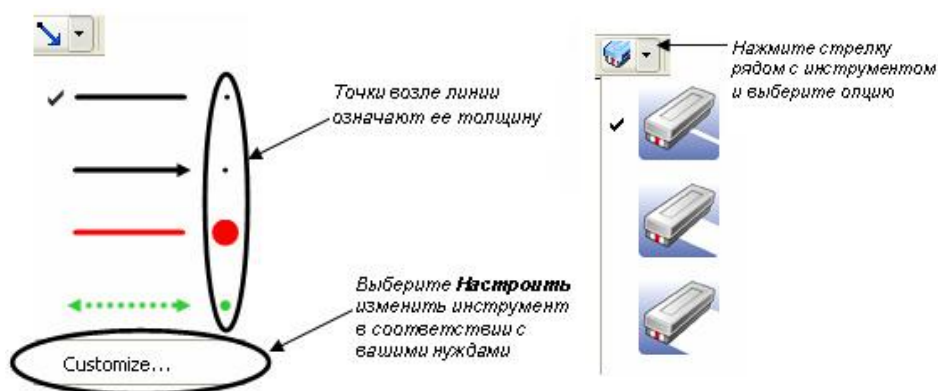 Точки возле линии
означают ее толщину
Выберите Настроить
изменить инструмент
в соответствии с
вашими нуждами
Customize...
Нажмите стрелку
рядом с инструментом
и выберите опцию